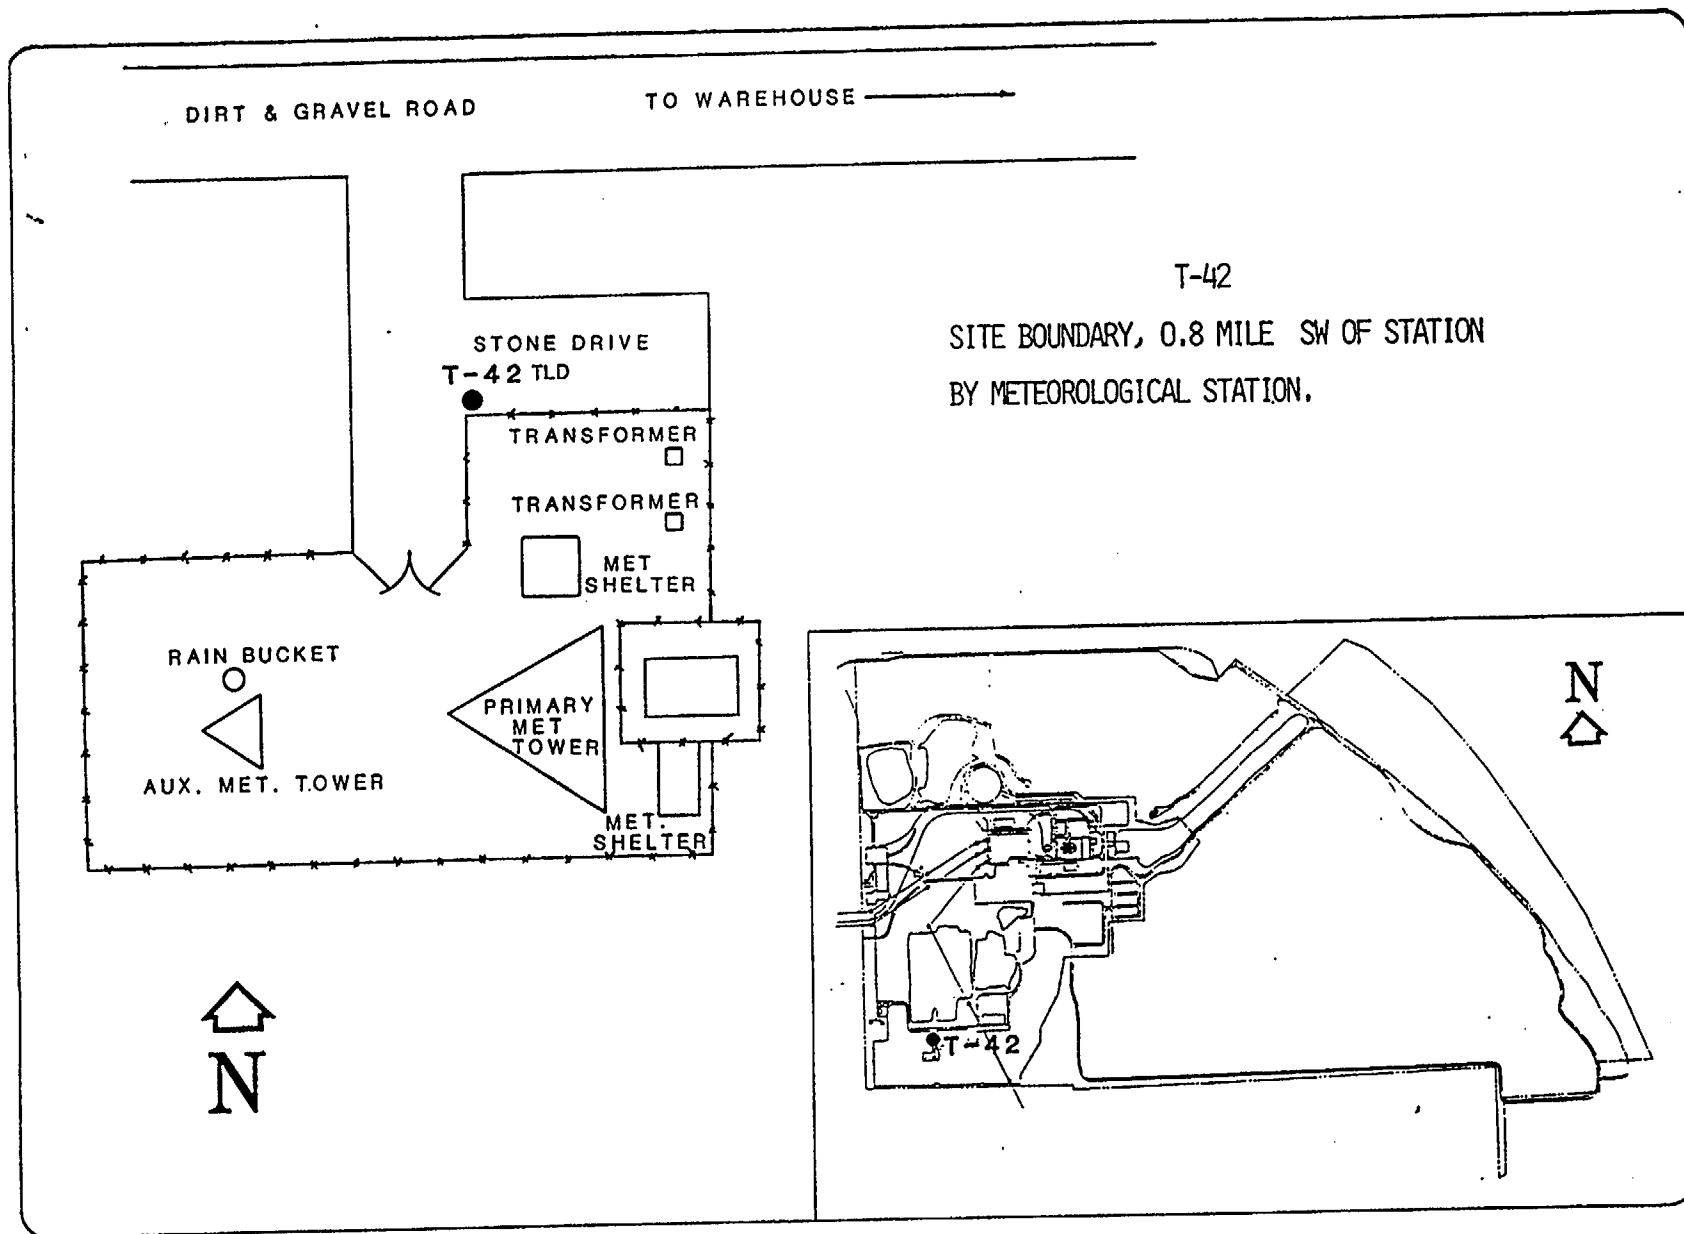 DIRT & GRAVEL ROAD
TO WAREHOUSE
T-42
SITE BOUNDARY, 0.8 MILE SW OF STATION
BY METEOROLOGICAL STATION.
STONE DRIVE
T-42 TLD
TRANSFORMER
TRANSFORMER
MET
SHELTER
RAIN BUCKET
PRIMARY
MET
TOWER
AUX. MET. TOWER
MET.
SHELTER
N
N
T-42